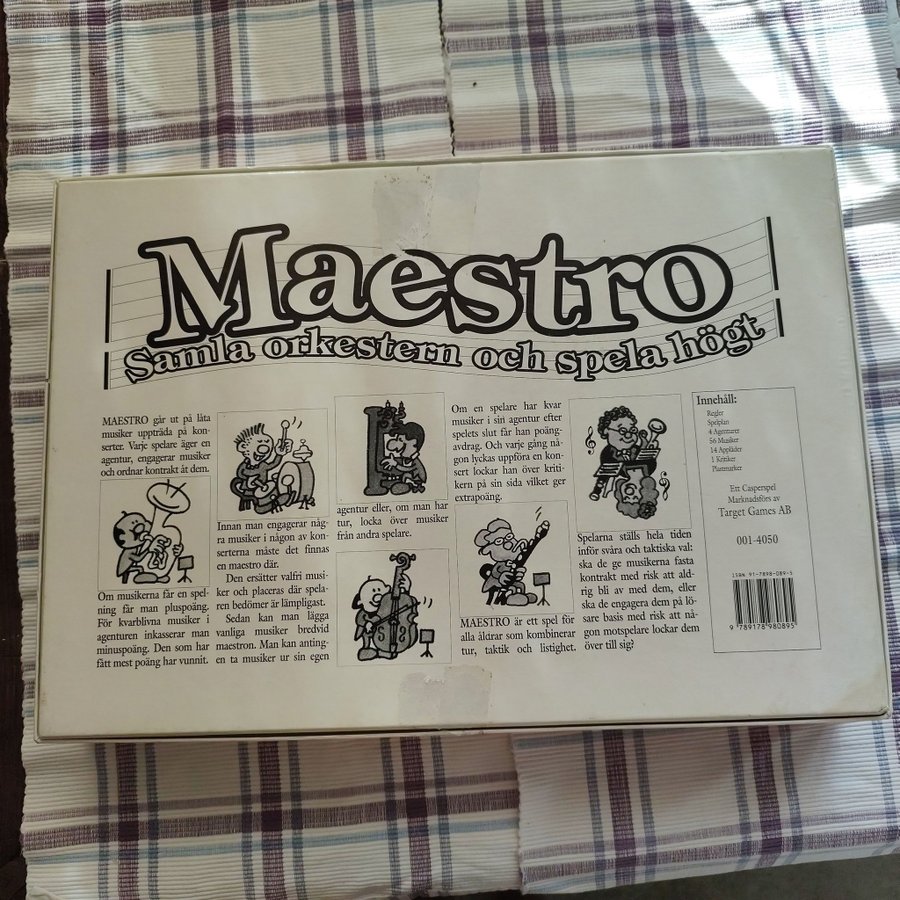 Maestro
Samla orkestern och spela högt
MAESTRO går ut på låta
musiker uppträda på kon-
serter. Varje spelare äger en
agentur, engagerar musiker
och ordnar kontrakt åt dem.
Om musikerna får en spel-
ning får man pluspoäng.
För kvarblivna musiker i
agenturen inkasserar man
minuspoäng. Den som har
fått mest poäng har vunnit.
Innan man engagerar någ-
ra musiker i någon av kon-
serterna måste det finnas
en maestro där.
Den ersätter valfri musi-
ker och placeras där spela-
ren bedömer är lämpligast.
Sedan kan man lägga
vanliga musiker bredvid
maestron. Man kan anting-
en ta musiker ur sin egen
agentur eller, om man har
tur, locka över musiker
från andra spelare.
Om en spelare har kvar
musiker i sin agentur efter
spelets slut får han poäng-
avdrag. Och varje gång nå-
gon lyckas uppföra en kon-
sert lockar han över kriti-
kern på sin sida vilket ger
extrapoäng.
MAESTRO är ett spel för
alla åldrar som kombinerar
tur, taktik och listighet.
Spelarna ställs hela tiden
inför svåra och taktiska val:
ska de ge musikerna fasta
kontrakt med risk att ald-
rig bli av med dem, eller
ska de engagera dem på lö-
sare basis med risk att nå-
gon motspelare lockar dem
över till sig?
Innehåll:
Regler
Spelplan
4 Agenturer
56 Musiker
14 Applåder
1 Kritiker
Plastmarker
Ett Casperspel
Marknadsförs av
Target Games AB
001-4050
ISBN 91-7898-089-5
9 789178 980895